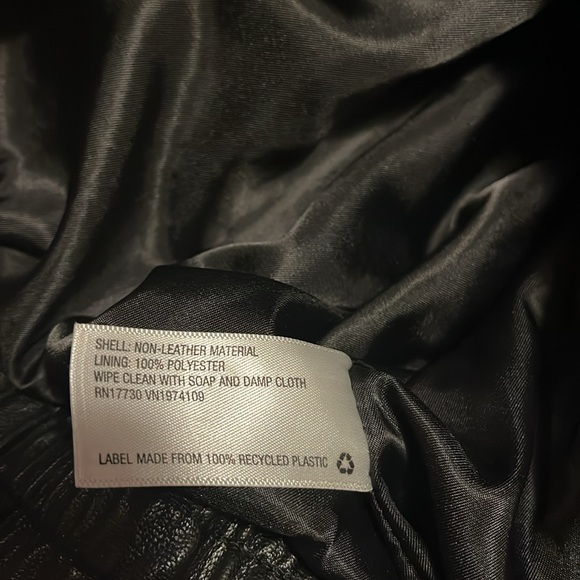 SHELL: NON-LEATHER MATERIAL
LINING: 100% POLYESTER
WIPE CLEAN WITH SOAP AND DAMP CLOTH
RN17730 VN1974109
LABEL MADE FROM 100% RECYCLED PLASTIC